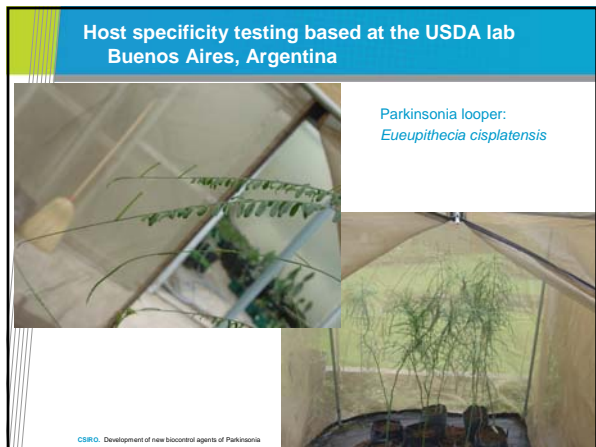 Host specificity testing based at the USDA lab
Buenos Aires, Argentina
Parkinsonia looper:
Eueupithecia cisplatensis
CSIRO. Development of new biocontrol agents of Parkinsonia